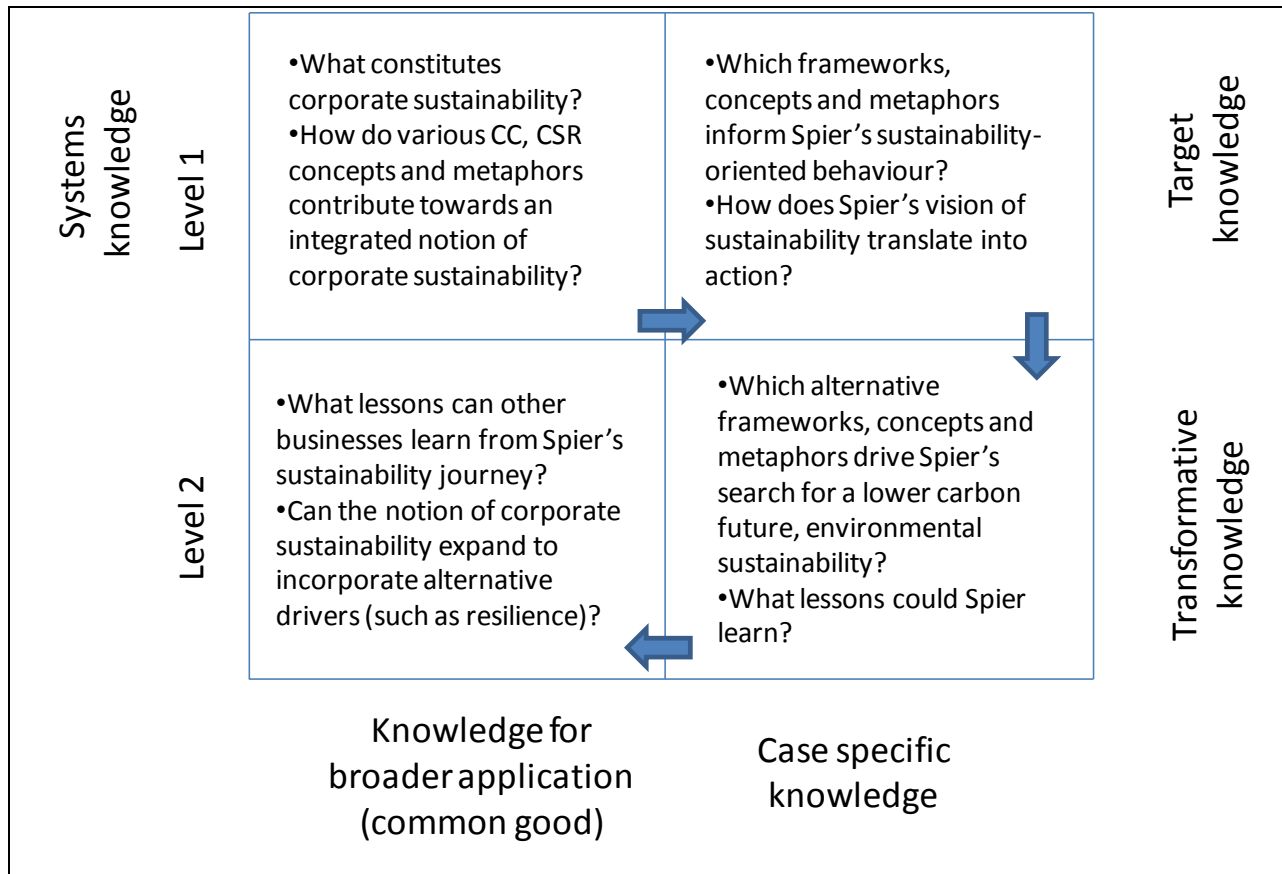 Systems
knowledge
Level 1
•What constitutes
corporate sustainability?
•How do various CC, CSR
concepts and metaphors
contribute towards an
integrated notion of
corporate sustainability?
•Which frameworks,
concepts and metaphors
inform Spier’s sustainability-
oriented behaviour?
•How does Spier’s vision of
sustainability translate into
action?
Target
knowledge
Level 2
•What lessons can other
businesses learn from Spier’s
sustainability journey?
•Can the notion of corporate
sustainability expand to
incorporate alternative
drivers (such as resilience)?
•Which alternative
frameworks, concepts and
metaphors drive Spier’s
search for a lower carbon
future, environmental
sustainability?
•What lessons could Spier
learn?
Transformative
knowledge
Knowledge for
broader application
(common good)
Case specific
knowledge